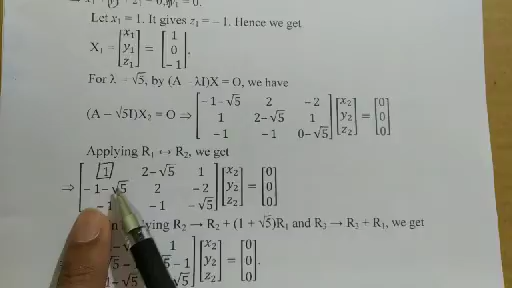 Let x₁ = 1. It gives z₁ = − 1. Hence we get
X₁ = [x₁ y₁ z₁] = [1 0 −1].
For λ = √5, by (A − λI)X = O, we have
(A − √5I)X₂ = O ⇒ [−1−√5 2 −2; 1 2−√5 1; −1 −1 0−√5] [x₂ y₂ z₂] = [0 0 0]
Applying R₁ ↔ R₂, we get
⇒ [1 2−√5 1; −1−√5 2 −2; −1 −1 −√5] [x₂ y₂ z₂] = [0 0 0]
R₂ → R₂ + (1 + √5)R₁ and R₃ → R₃ + R₁, we get
[x₂ y₂ z₂] = [0 0 0].